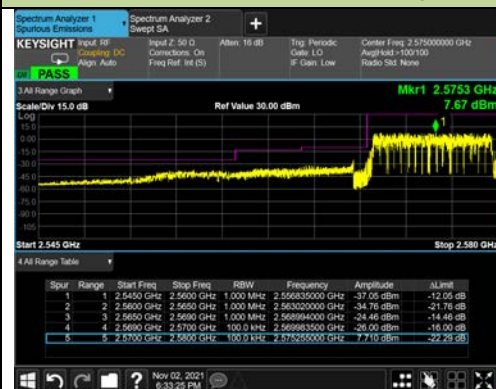 Spectrum Analyzer 1
Spurious Emissions
Spectrum Analyzer 2
Swept SA
KEYSIGHT Input: RF
Coupling: DC
Align: Auto
Input Z: 50 Ω
Corrections: On
Freq Ref: Int (S)
Atten: 16 dB
Trig: Periodic
Gate: LO
IF Gain: Low
Center Freq: 2.575000000 GHz
Avg|Hold:>100/100
Radio Std: None
PASS
3 All Range Graph
Mkr1 2.5753 GHz
Scale/Div 15.0 dB
Ref Value 30.00 dBm
7.67 dBm
Log
15.0
0.00
-15.0
-30.0
-45.0
-60.0
-75.0
-90.0
-105
1
Start 2.545 GHz
Stop 2.580 GHz
4 All Range Table
Spur Range Start Freq Stop Freq RBW Frequency Amplitude ΔLimit
1 1 2.5450 GHz 2.5600 GHz 1.000 MHz 2.556835000 GHz -37.05 dBm -12.05 dB
2 2 2.5600 GHz 2.5650 GHz 1.000 MHz 2.563020000 GHz -34.76 dBm -21.76 dB
3 3 2.5650 GHz 2.5690 GHz 1.000 MHz 2.568994000 GHz -24.46 dBm -14.46 dB
4 4 2.5690 GHz 2.5700 GHz 100.0 kHz 2.569983500 GHz -26.00 dBm -16.00 dB
5 5 2.5700 GHz 2.5800 GHz 100.0 kHz 2.575255000 GHz 7.710 dBm -22.29 dB
Nov 02, 2021
6:33:25 PM